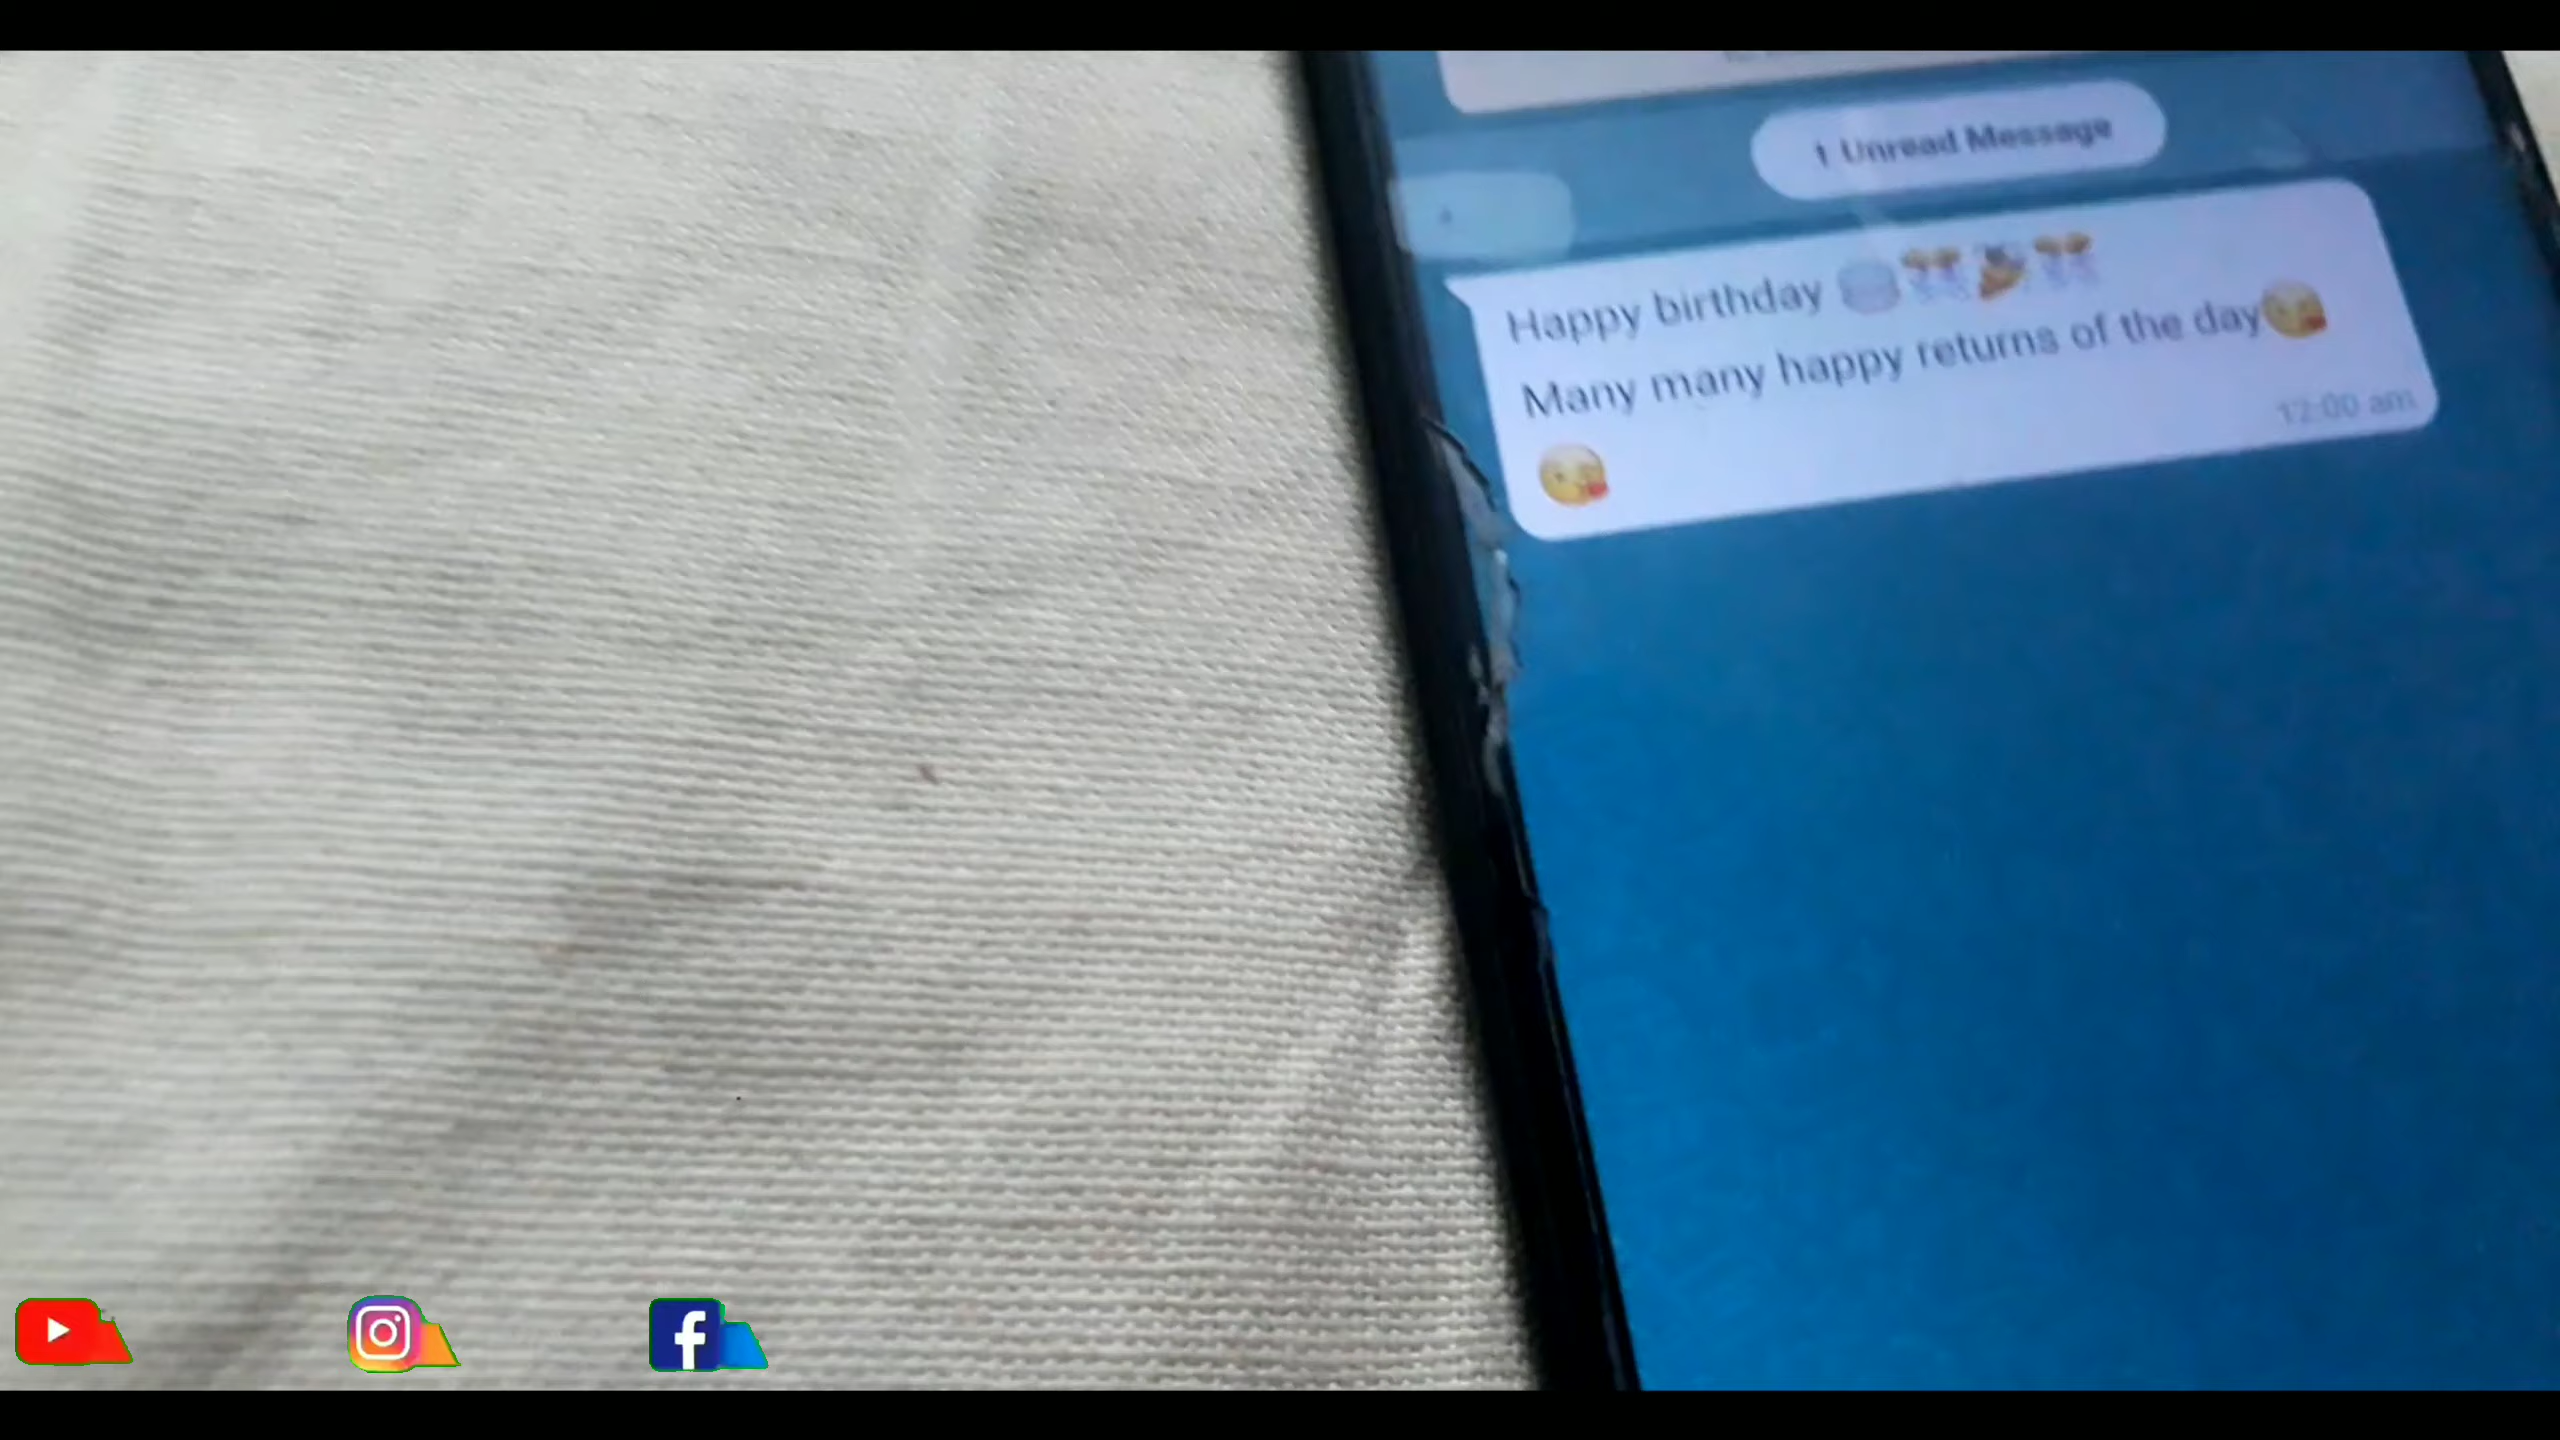 1 Unread Message
Happy birthday 🎂🎊🎉🎊
Many many happy returns of the day😘
😘
12:00 am